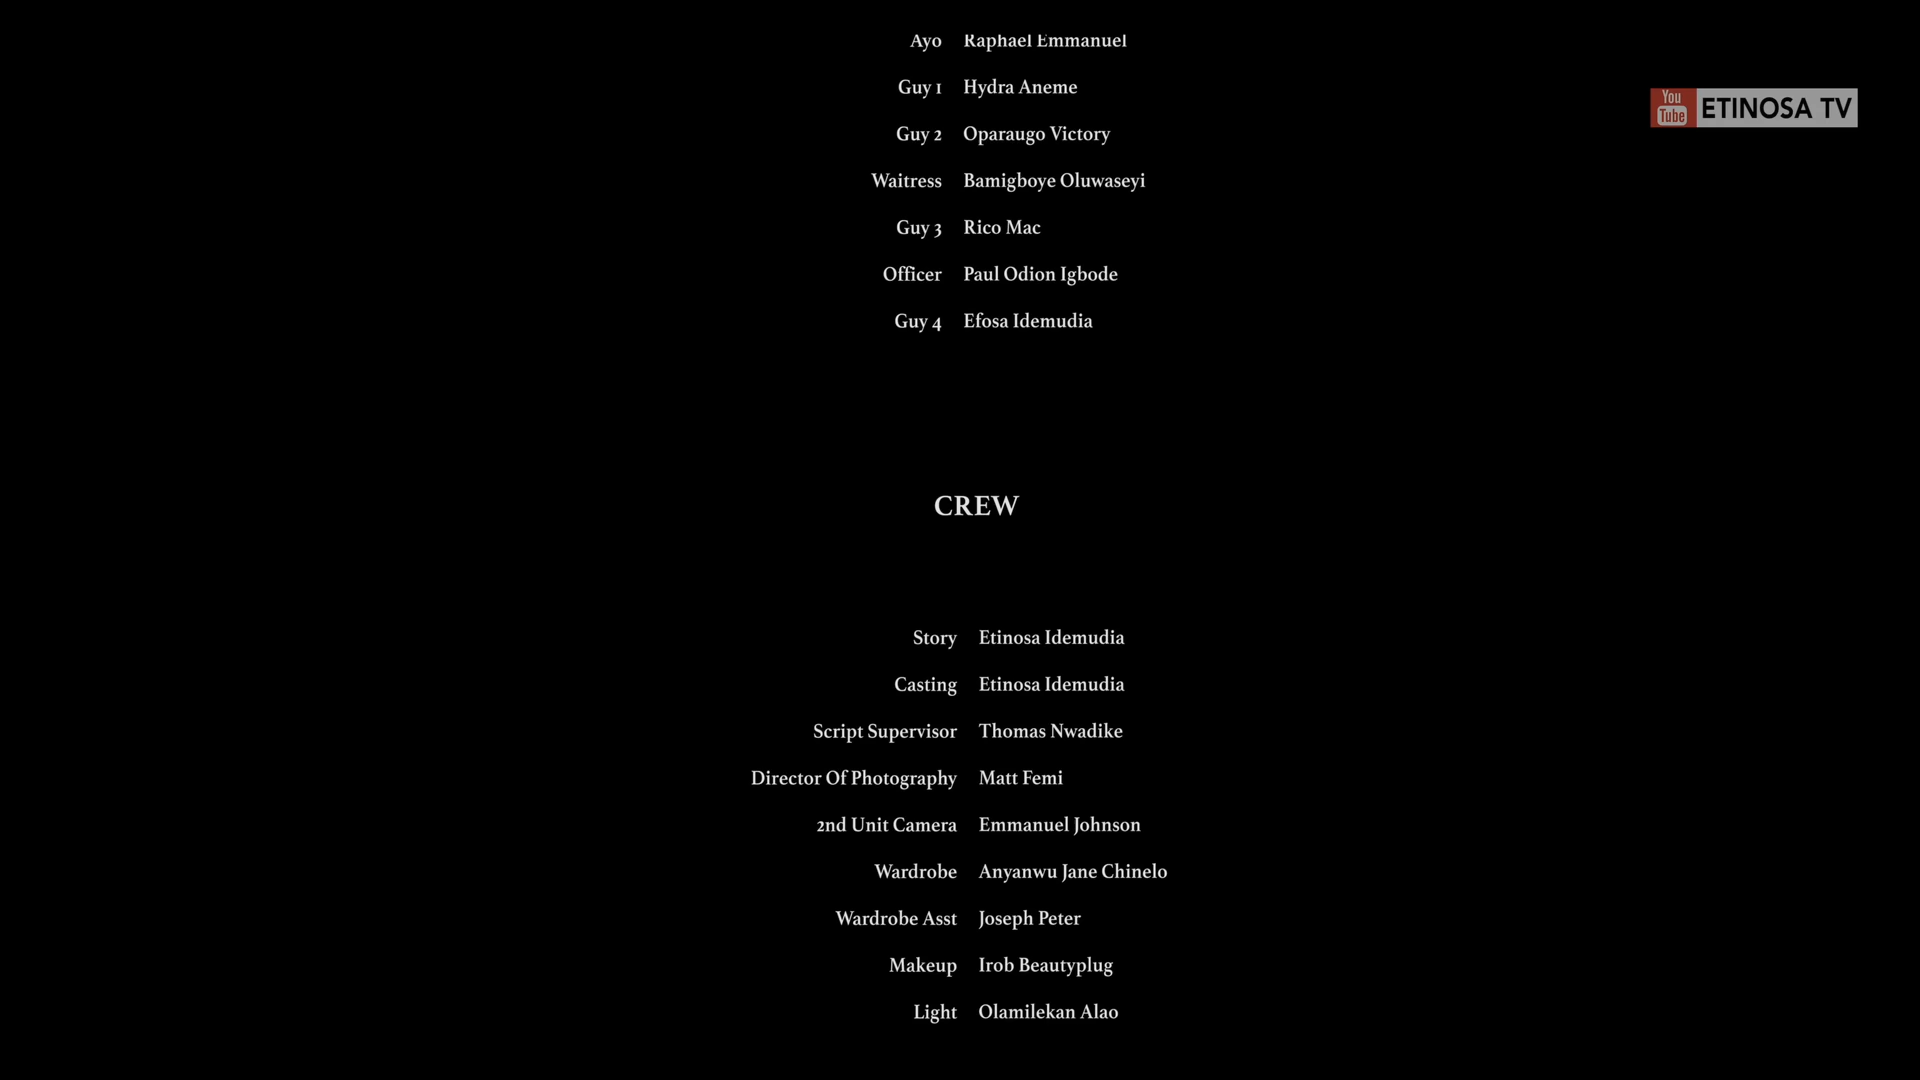 Ayo Raphael Emmanuel
Guy 1 Hydra Aneme
You Tube ETINOSA TV
Guy 2 Oparaugo Victory
Waitress Bamigboye Oluwaseyi
Guy 3 Rico Mac
Officer Paul Odion Igbode
Guy 4 Efosa Idemudia
CREW
Story Etinosa Idemudia
Casting Etinosa Idemudia
Script Supervisor Thomas Nwadike
Director Of Photography Matt Femi
2nd Unit Camera Emmanuel Johnson
Wardrobe Anyanwu Jane Chinelo
Wardrobe Asst Joseph Peter
Makeup Irob Beautyplug
Light Olamilekan Alao